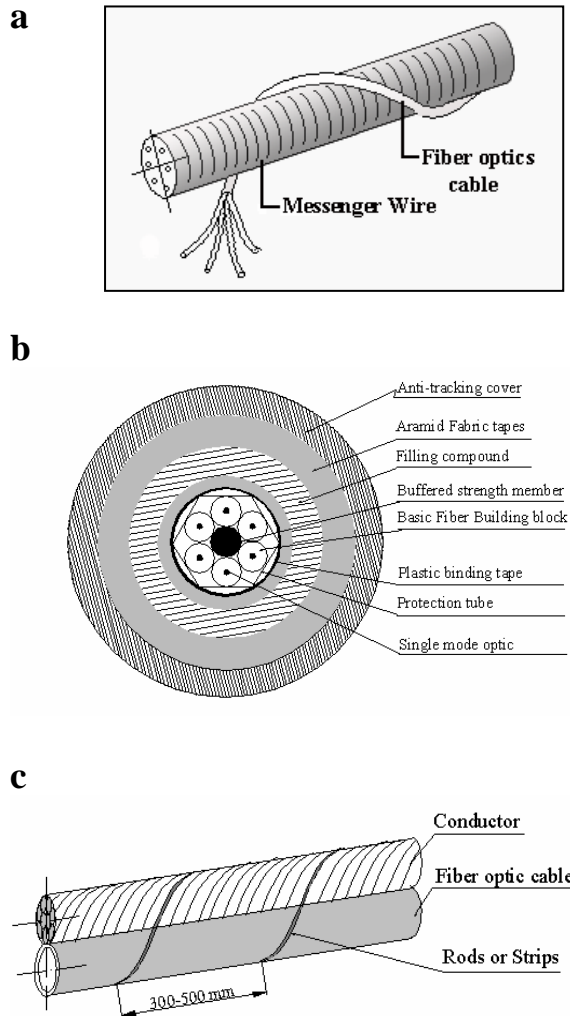 a
Fiber optics
cable
Messenger Wire
b
Anti-tracking cover
Aramid Fabric tapes
Filling compound
Buffered strength member
Basic Fiber Building block
Plastic binding tape
Protection tube
Single mode optic
c
Conductor
Fiber optic cable
Rods or Strips
300-500 mm